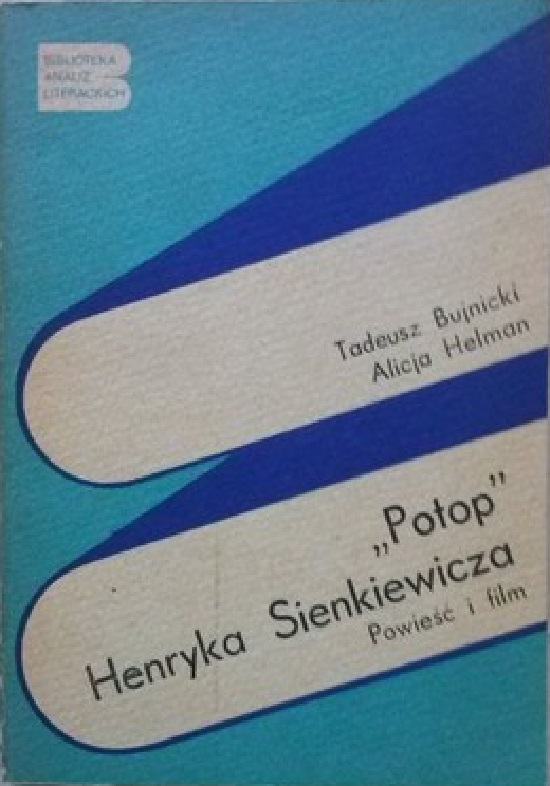 BIBLIOTEKA
ANALIZ
LITERACKICH
Tadeusz Bujnicki
Alicja Helman
„Potop”
Henryka Sienkiewicza
Powieść i film